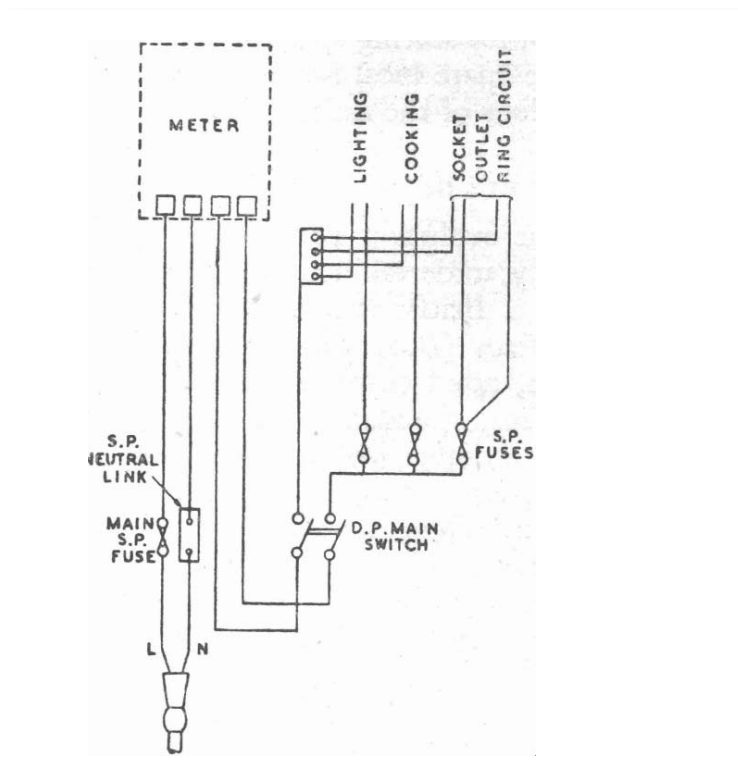 METER
LIGHTING
COOKING
SOCKET
OUTLET
RING CIRCUIT
S.P.
NEUTRAL
LINK
MAIN
S.P.
FUSE
S.P.
FUSES
D.P. MAIN
SWITCH
L
N